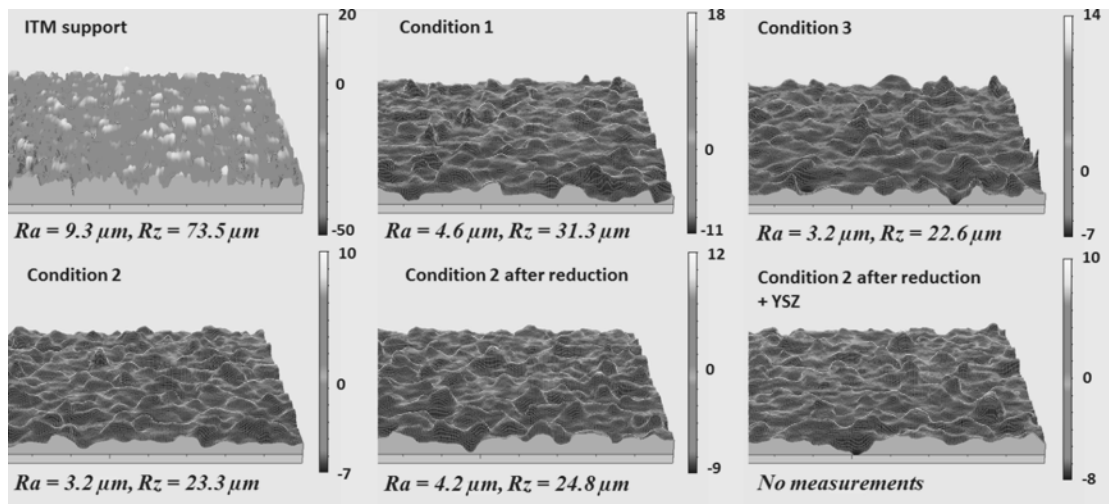 ITM support
20
0
-50
Ra = 9.3 μm, Rz = 73.5 μm
Condition 1
18
0
-11
Ra = 4.6 μm, Rz = 31.3 μm
Condition 3
14
0
-7
Ra = 3.2 μm, Rz = 22.6 μm
Condition 2
10
0
-7
Ra = 3.2 μm, Rz = 23.3 μm
Condition 2 after reduction
12
0
-9
Ra = 4.2 μm, Rz = 24.8 μm
Condition 2 after reduction
+ YSZ
10
0
-8
No measurements